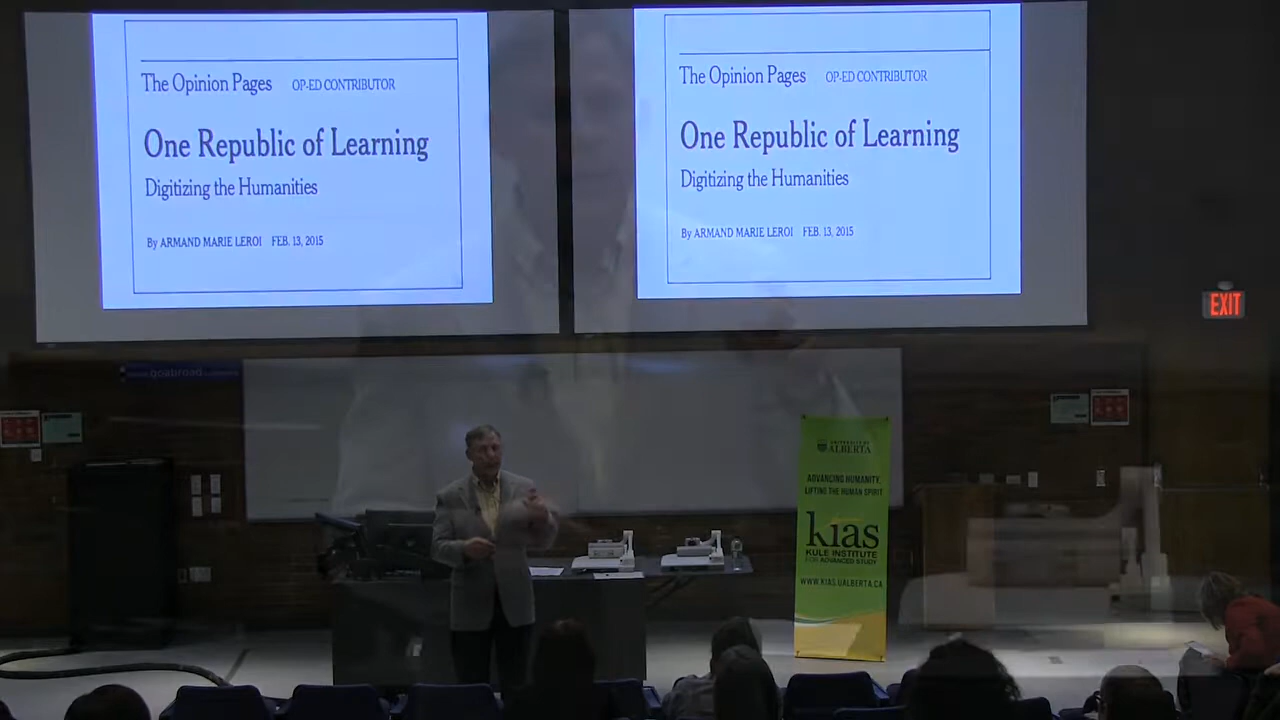 The Opinion Pages OP-ED CONTRIBUTOR
One Republic of Learning
Digitizing the Humanities
By ARMAND MARIE LEROI FEB. 13, 2015
The Opinion Pages OP-ED CONTRIBUTOR
One Republic of Learning
Digitizing the Humanities
By ARMAND MARIE LEROI FEB. 13, 2015
EXIT
goabroad
UNIVERSITY OF
ALBERTA
ADVANCING HUMANITY,
LIFTING THE HUMAN SPIRIT
kias
KULE INSTITUTE
FOR ADVANCED STUDY
WWW.KIAS.UALBERTA.CA